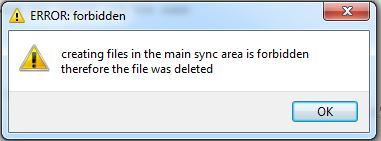 ERROR: forbidden
creating files in the main sync area is forbidden
therefore the file was deleted
OK